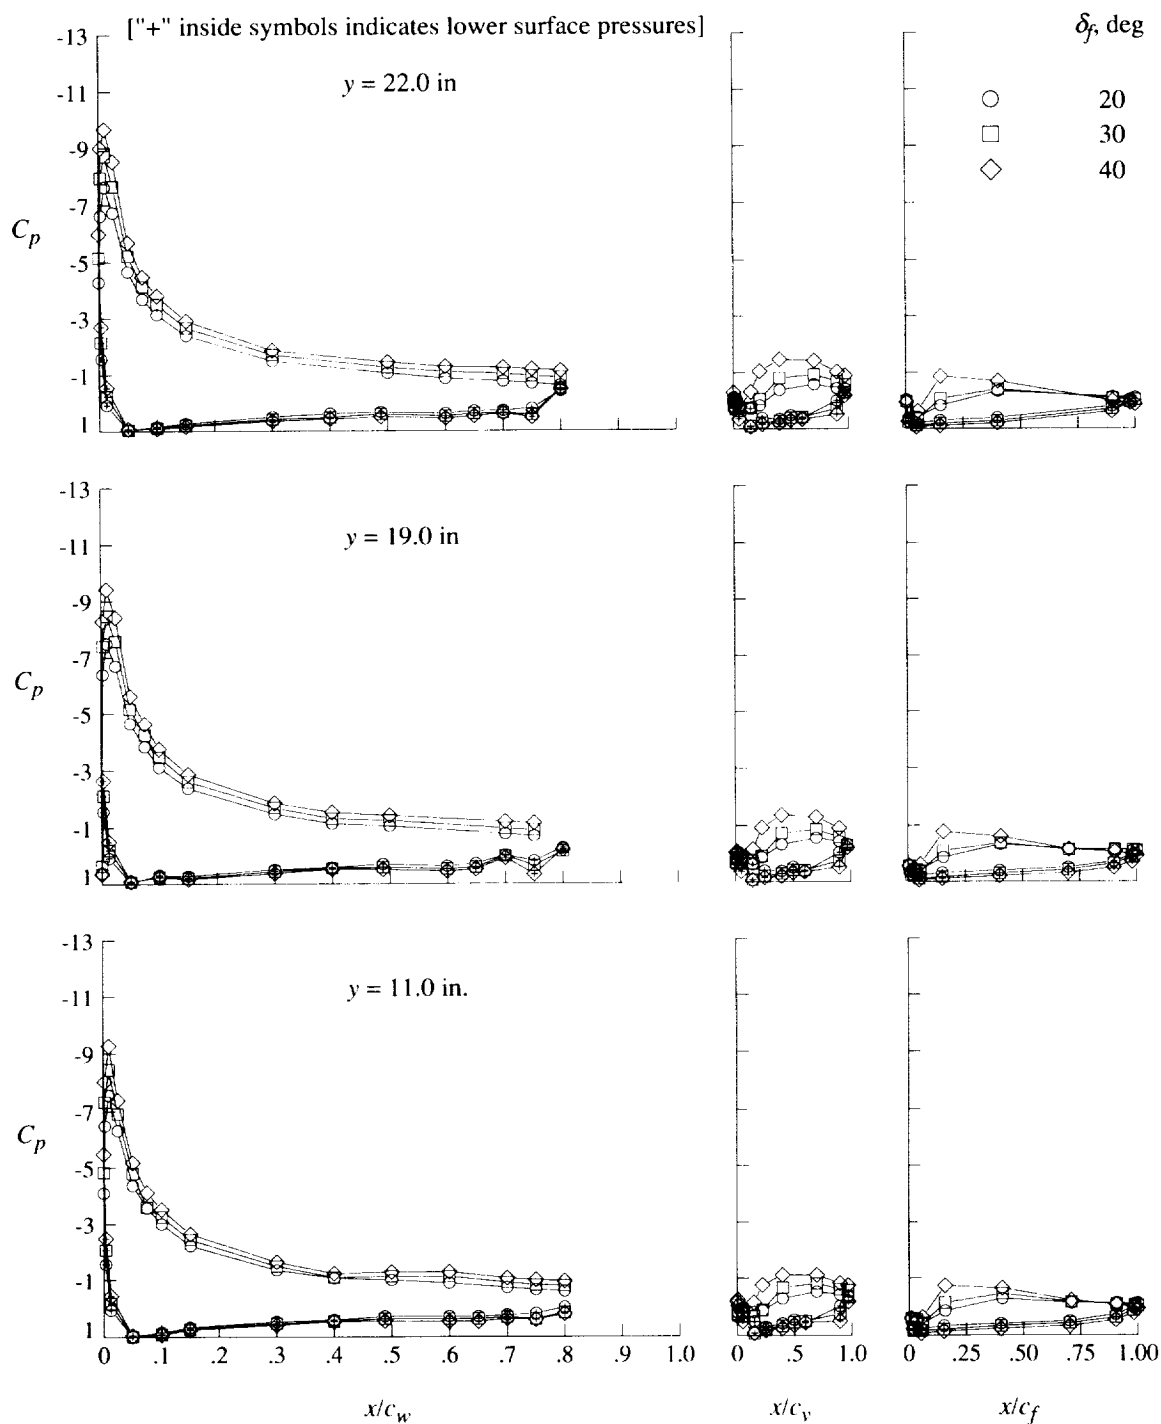 ["+" inside symbols indicates lower surface pressures]
δf, deg
20
30
40
y = 22.0 in
-13
-11
-9
-7
-5
-3
-1
1
Cp
y = 19.0 in
-13
-11
-9
-7
-5
-3
-1
1
Cp
y = 11.0 in.
-13
-11
-9
-7
-5
-3
-1
1
Cp
0 .1 .2 .3 .4 .5 .6 .7 .8 .9 1.0
0 .5 1.0
0 .25 .50 .75 1.00
x/cw
x/cv
x/cf